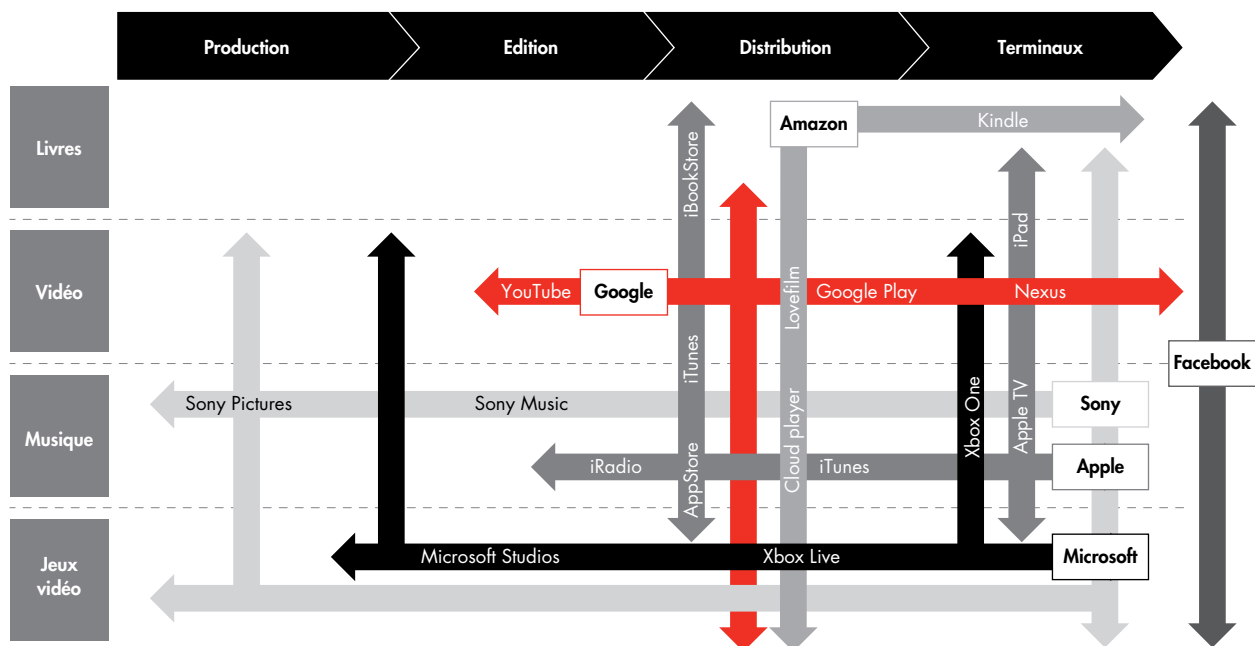 Production
Edition
Distribution
Terminaux
Livres
Amazon
Kindle
iBookStore
iPad
Vidéo
YouTube
Google
Google Play
Nexus
Lovefilm
iTunes
Facebook
Musique
Sony Pictures
Sony Music
Sony
Xbox One
Apple TV
Cloud player
iRadio
AppStore
iTunes
Apple
Jeux
vidéo
Microsoft Studios
Xbox Live
Microsoft